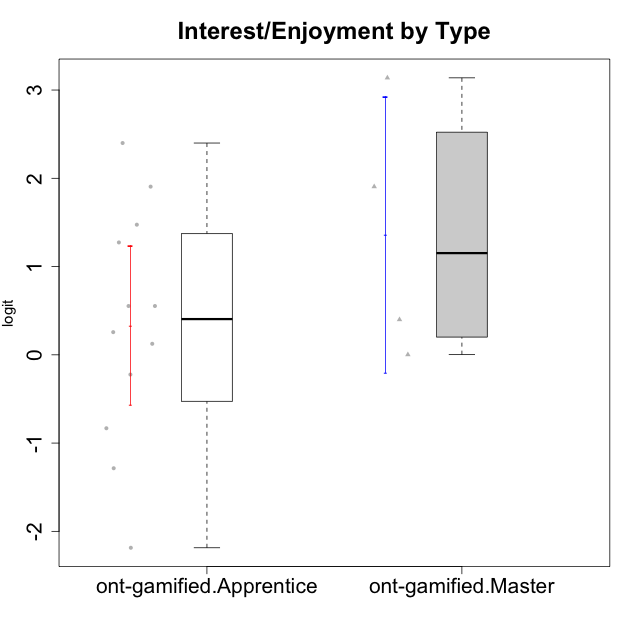 Interest/Enjoyment by Type
3
2
1
0
-1
-2
logit
ont-gamified.Apprentice
ont-gamified.Master